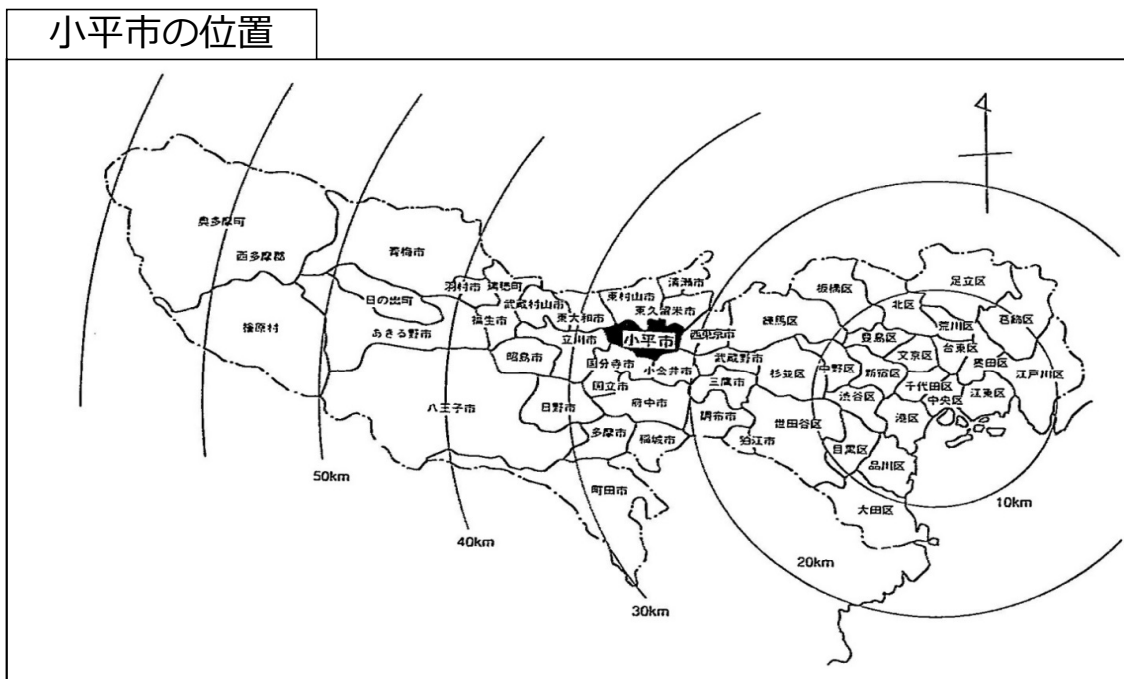 小平市の位置
奥多摩町
西多摩郡
青梅市
檜原村
日の出町
あきる野市
羽村市
瑞穂町
福生市
武蔵村山市
東大和市
東村山市
清瀬市
東久留米市
小平市
西東京市
立川市
昭島市
国分寺市
小金井市
武蔵野市
国立市
三鷹市
八王子市
日野市
府中市
調布市
多摩市
稲城市
狛江市
町田市
練馬区
板橋区
北区
足立区
葛飾区
荒川区
豊島区
文京区
台東区
墨田区
江戸川区
杉並区
中野区
新宿区
千代田区
中央区
江東区
渋谷区
港区
世田谷区
目黒区
品川区
大田区
50km
40km
30km
20km
10km